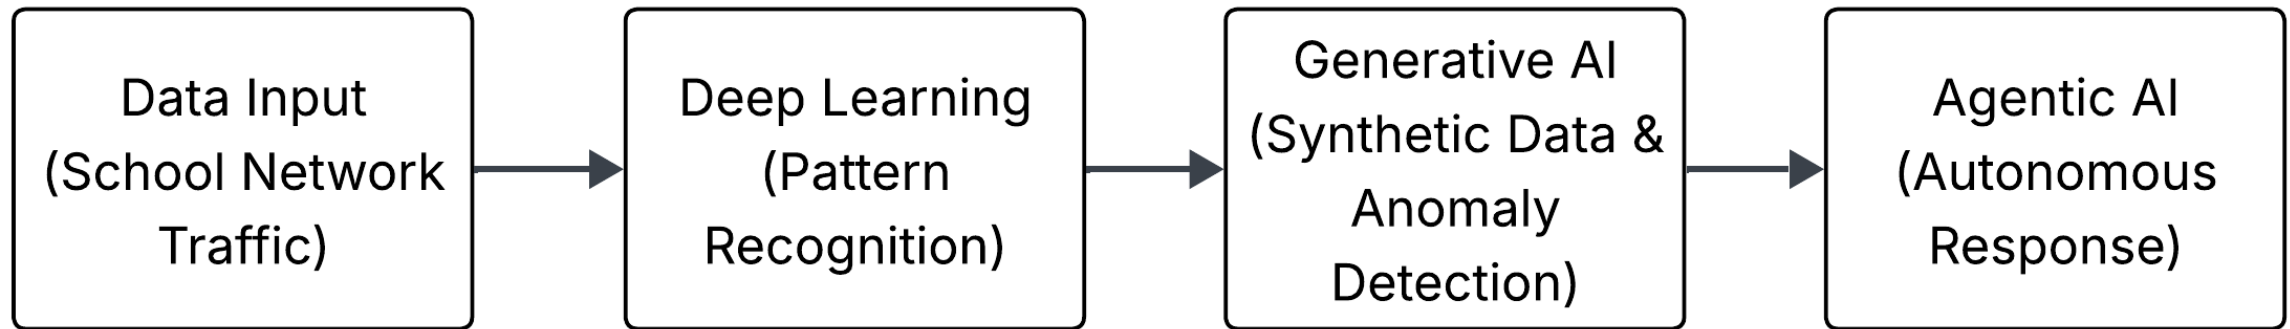 Data Input
(School Network
Traffic)
Deep Learning
(Pattern
Recognition)
Generative AI
(Synthetic Data &
Anomaly
Detection)
Agentic AI
(Autonomous
Response)